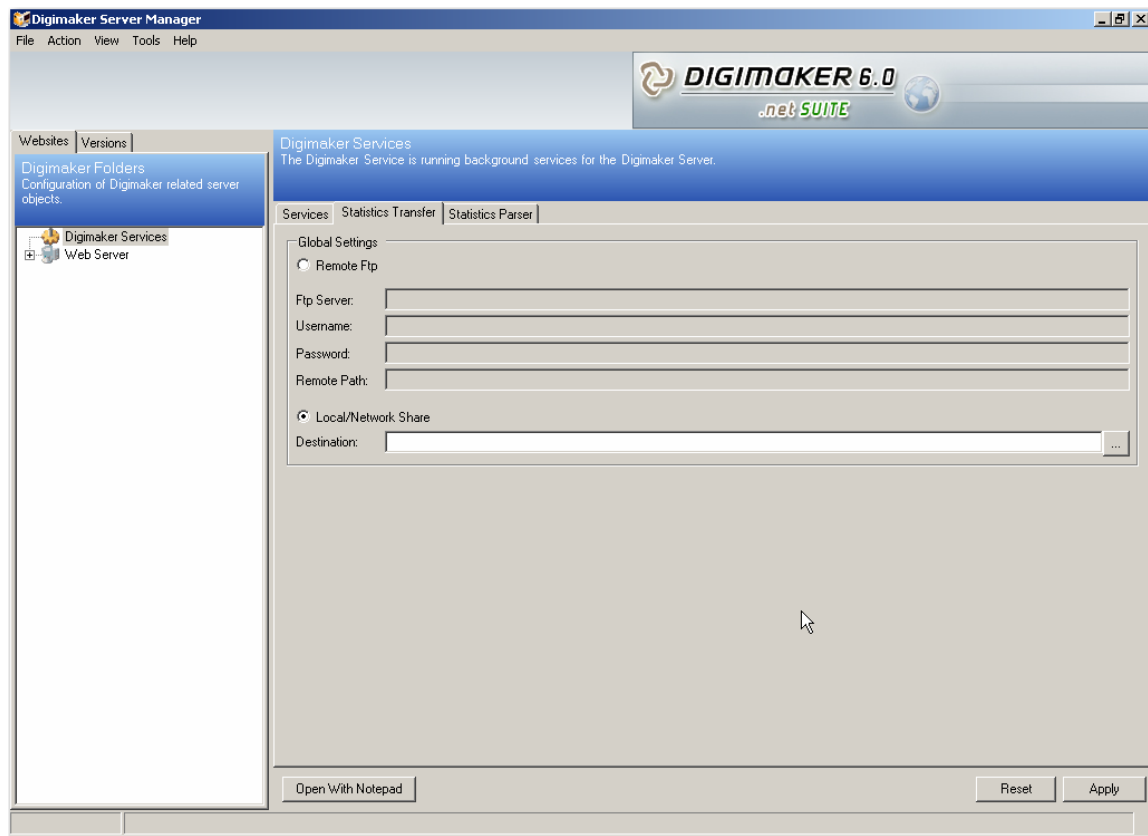 Digimaker Server Manager
File Action View Tools Help
DIGIMAKER 6.0
.net SUITE
Websites Versions
Digimaker Folders
Configuration of Digimaker related server
objects.
Digimaker Services
Web Server
Digimaker Services
The Digimaker Service is running background services for the Digimaker Server.
Services Statistics Transfer Statistics Parser
Global Settings
Remote Ftp
Ftp Server:
Username:
Password:
Remote Path:
Local/Network Share
Destination:
...
Open With Notepad Reset Apply